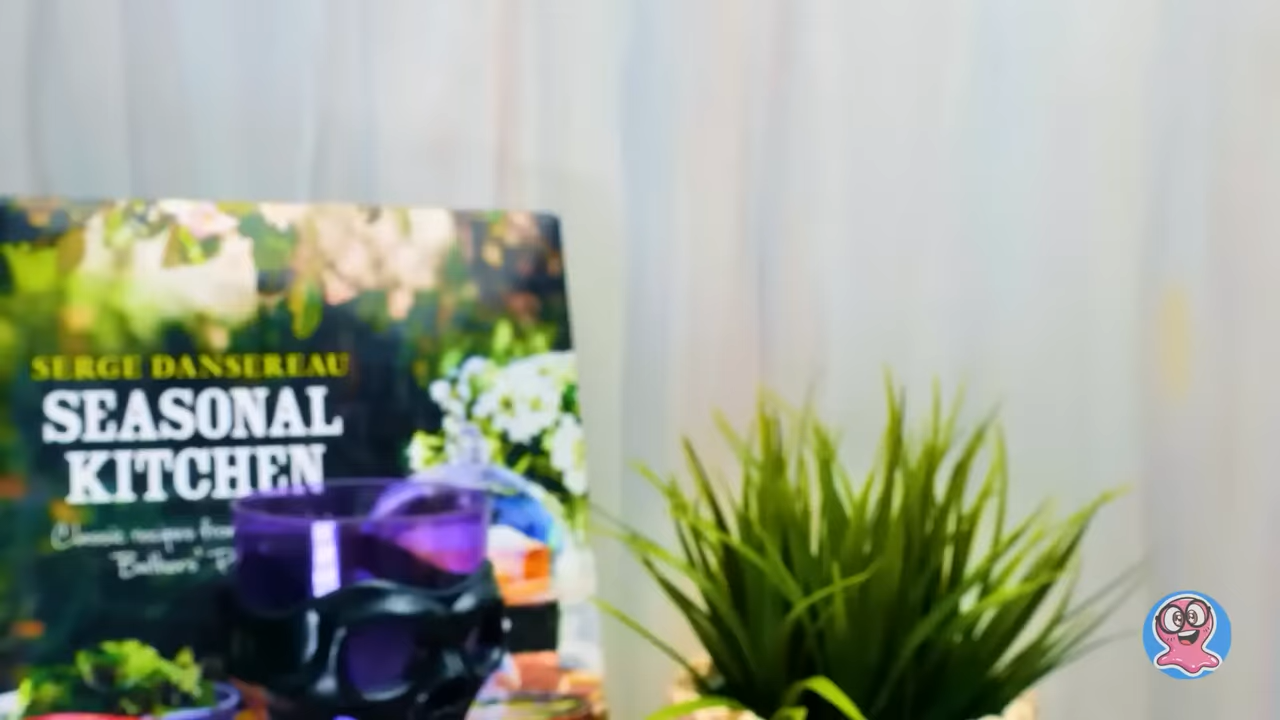 SERGE DANSEREAU
SEASONAL
KITCHEN
Classic recipes from
Bathers'